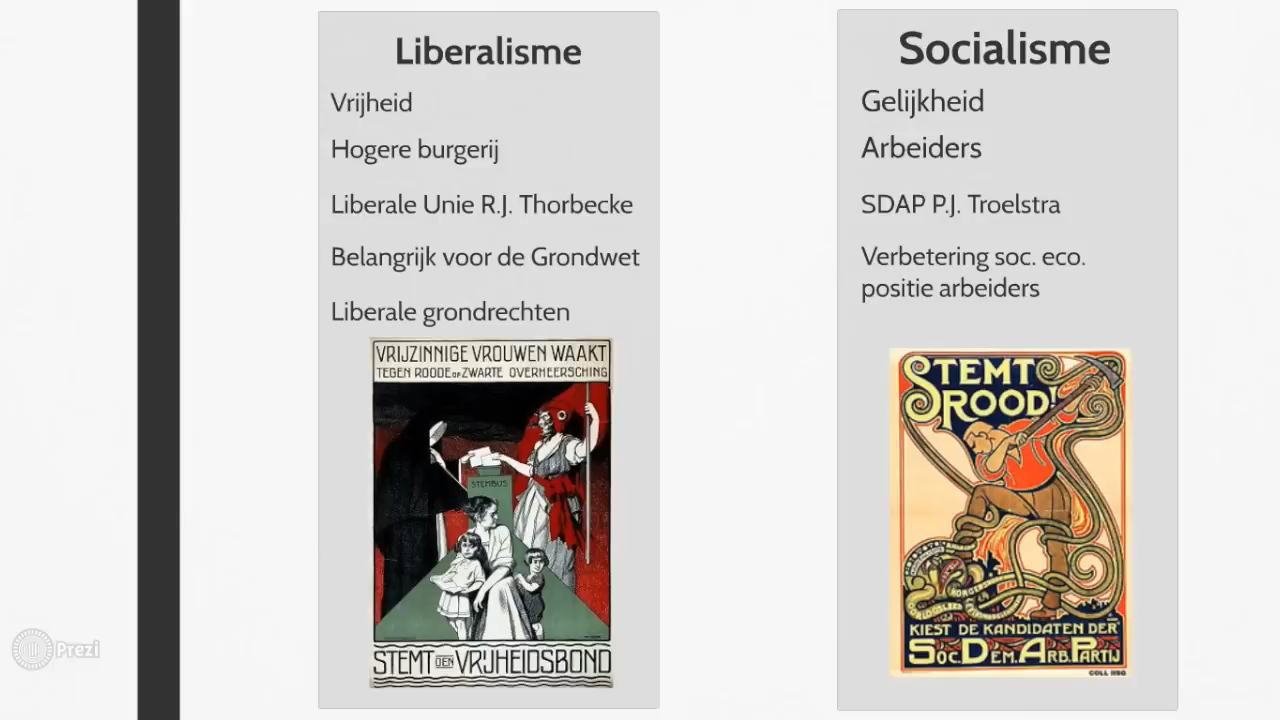 Liberalisme
Vrijheid
Hogere burgerij
Liberale Unie R.J. Thorbecke
Belangrijk voor de Grondwet
Liberale grondrechten
VRIJZINNIGE VROUWEN WAAKT
TEGEN ROODE OF ZWARTE OVERHEERSCHING
STEMBUS
STEMT DEN VRIJHEIDSBOND
Socialisme
Gelijkheid
Arbeiders
SDAP P.J. Troelstra
Verbetering soc. eco.
positie arbeiders
STEMT
ROOD!
KIEST DE KANDIDATEN DER
SOC. DEM. ARB. PARTIJ
Prezi